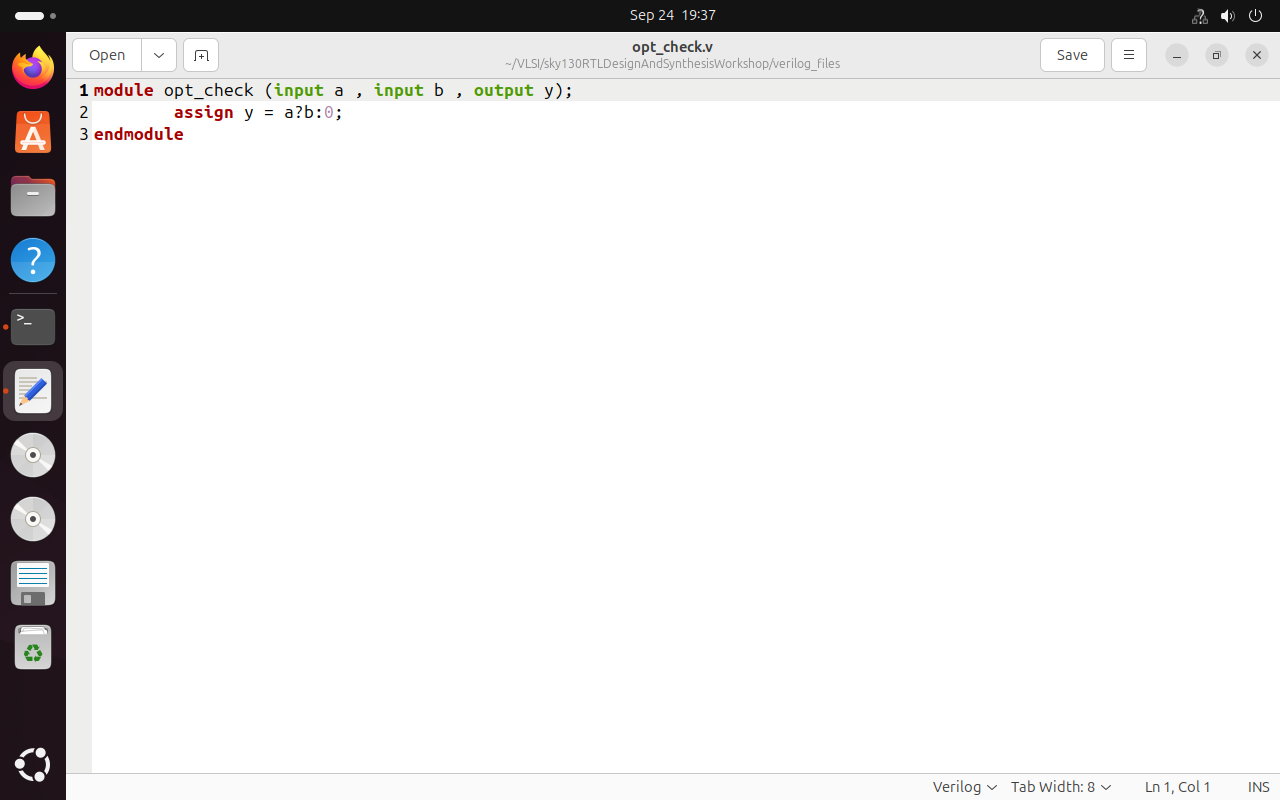 Sep 24 19:37
Open
opt_check.v
~/VLSI/sky130RTLDesignAndSynthesisWorkshop/verilog_files
Save
1 module opt_check (input a , input b , output y);
2 assign y = a?b:0;
3 endmodule
Verilog
Tab Width: 8
Ln 1, Col 1
INS